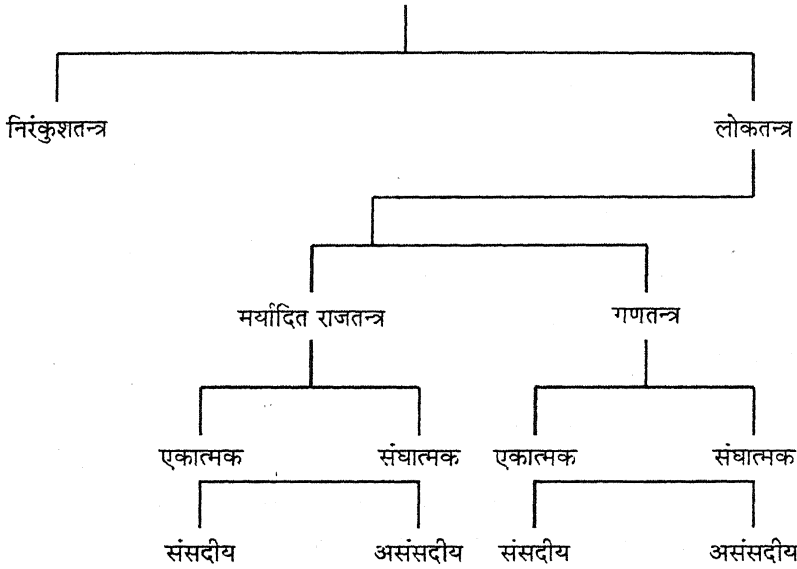 निरंकुशतन्त्र लोकतन्त्र
मर्यादित राजतन्त्र गणतन्त्र
एकात्मक संघात्मक एकात्मक संघात्मक
संसदीय असंसदीय संसदीय असंसदीय